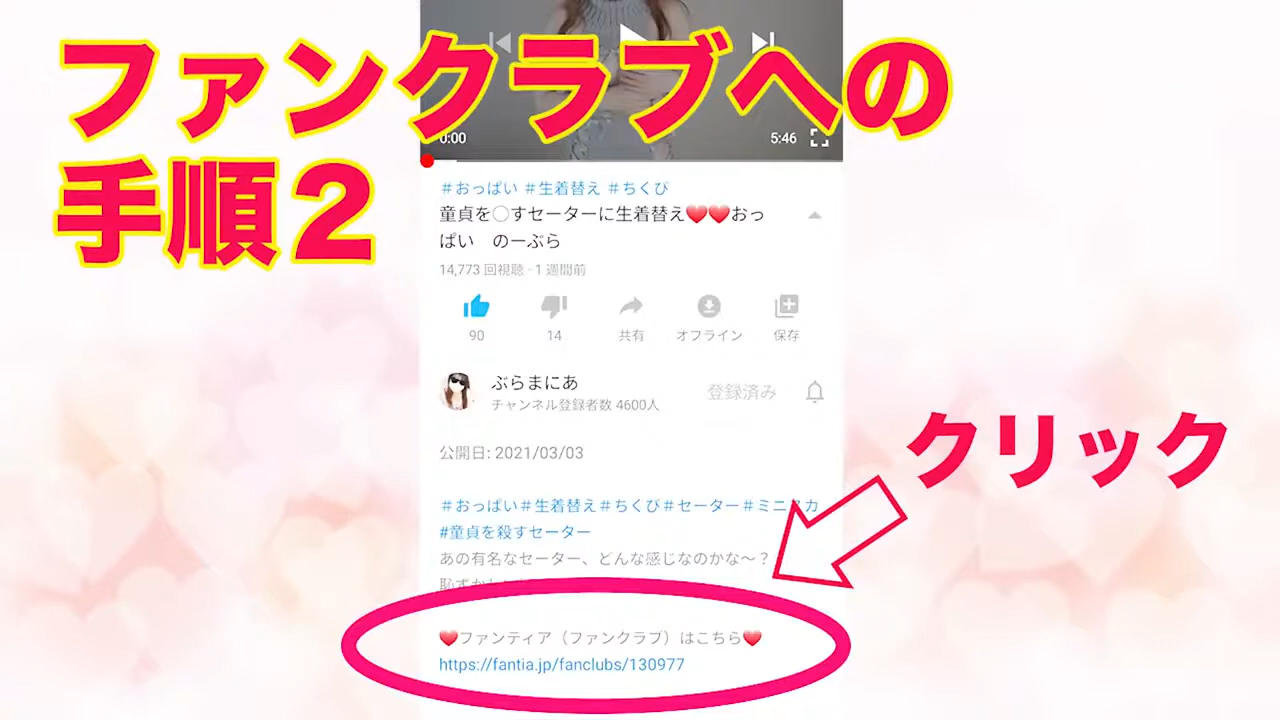 ファンクラブへの
手順２
0:00
5:46
＃おっぱい ＃生着替え ＃ちくび
童貞を◯すセーターに生着替え❤️❤️おっ
ぱい　のーぶら
14,773 回視聴 - 1 週間前
90
14
共有
オフライン
保存
ぶらまにあ
チャンネル登録者数 4600人
登録済み
公開日: 2021/03/03
クリック
＃おっぱい＃生着替え＃ちくび＃セーター＃ミニスカ
#童貞を殺すセーター
あの有名なセーター、どんな感じなのかな〜？
❤️ファンティア（ファンクラブ）はこちら❤️
https://fantia.jp/fanclubs/130977